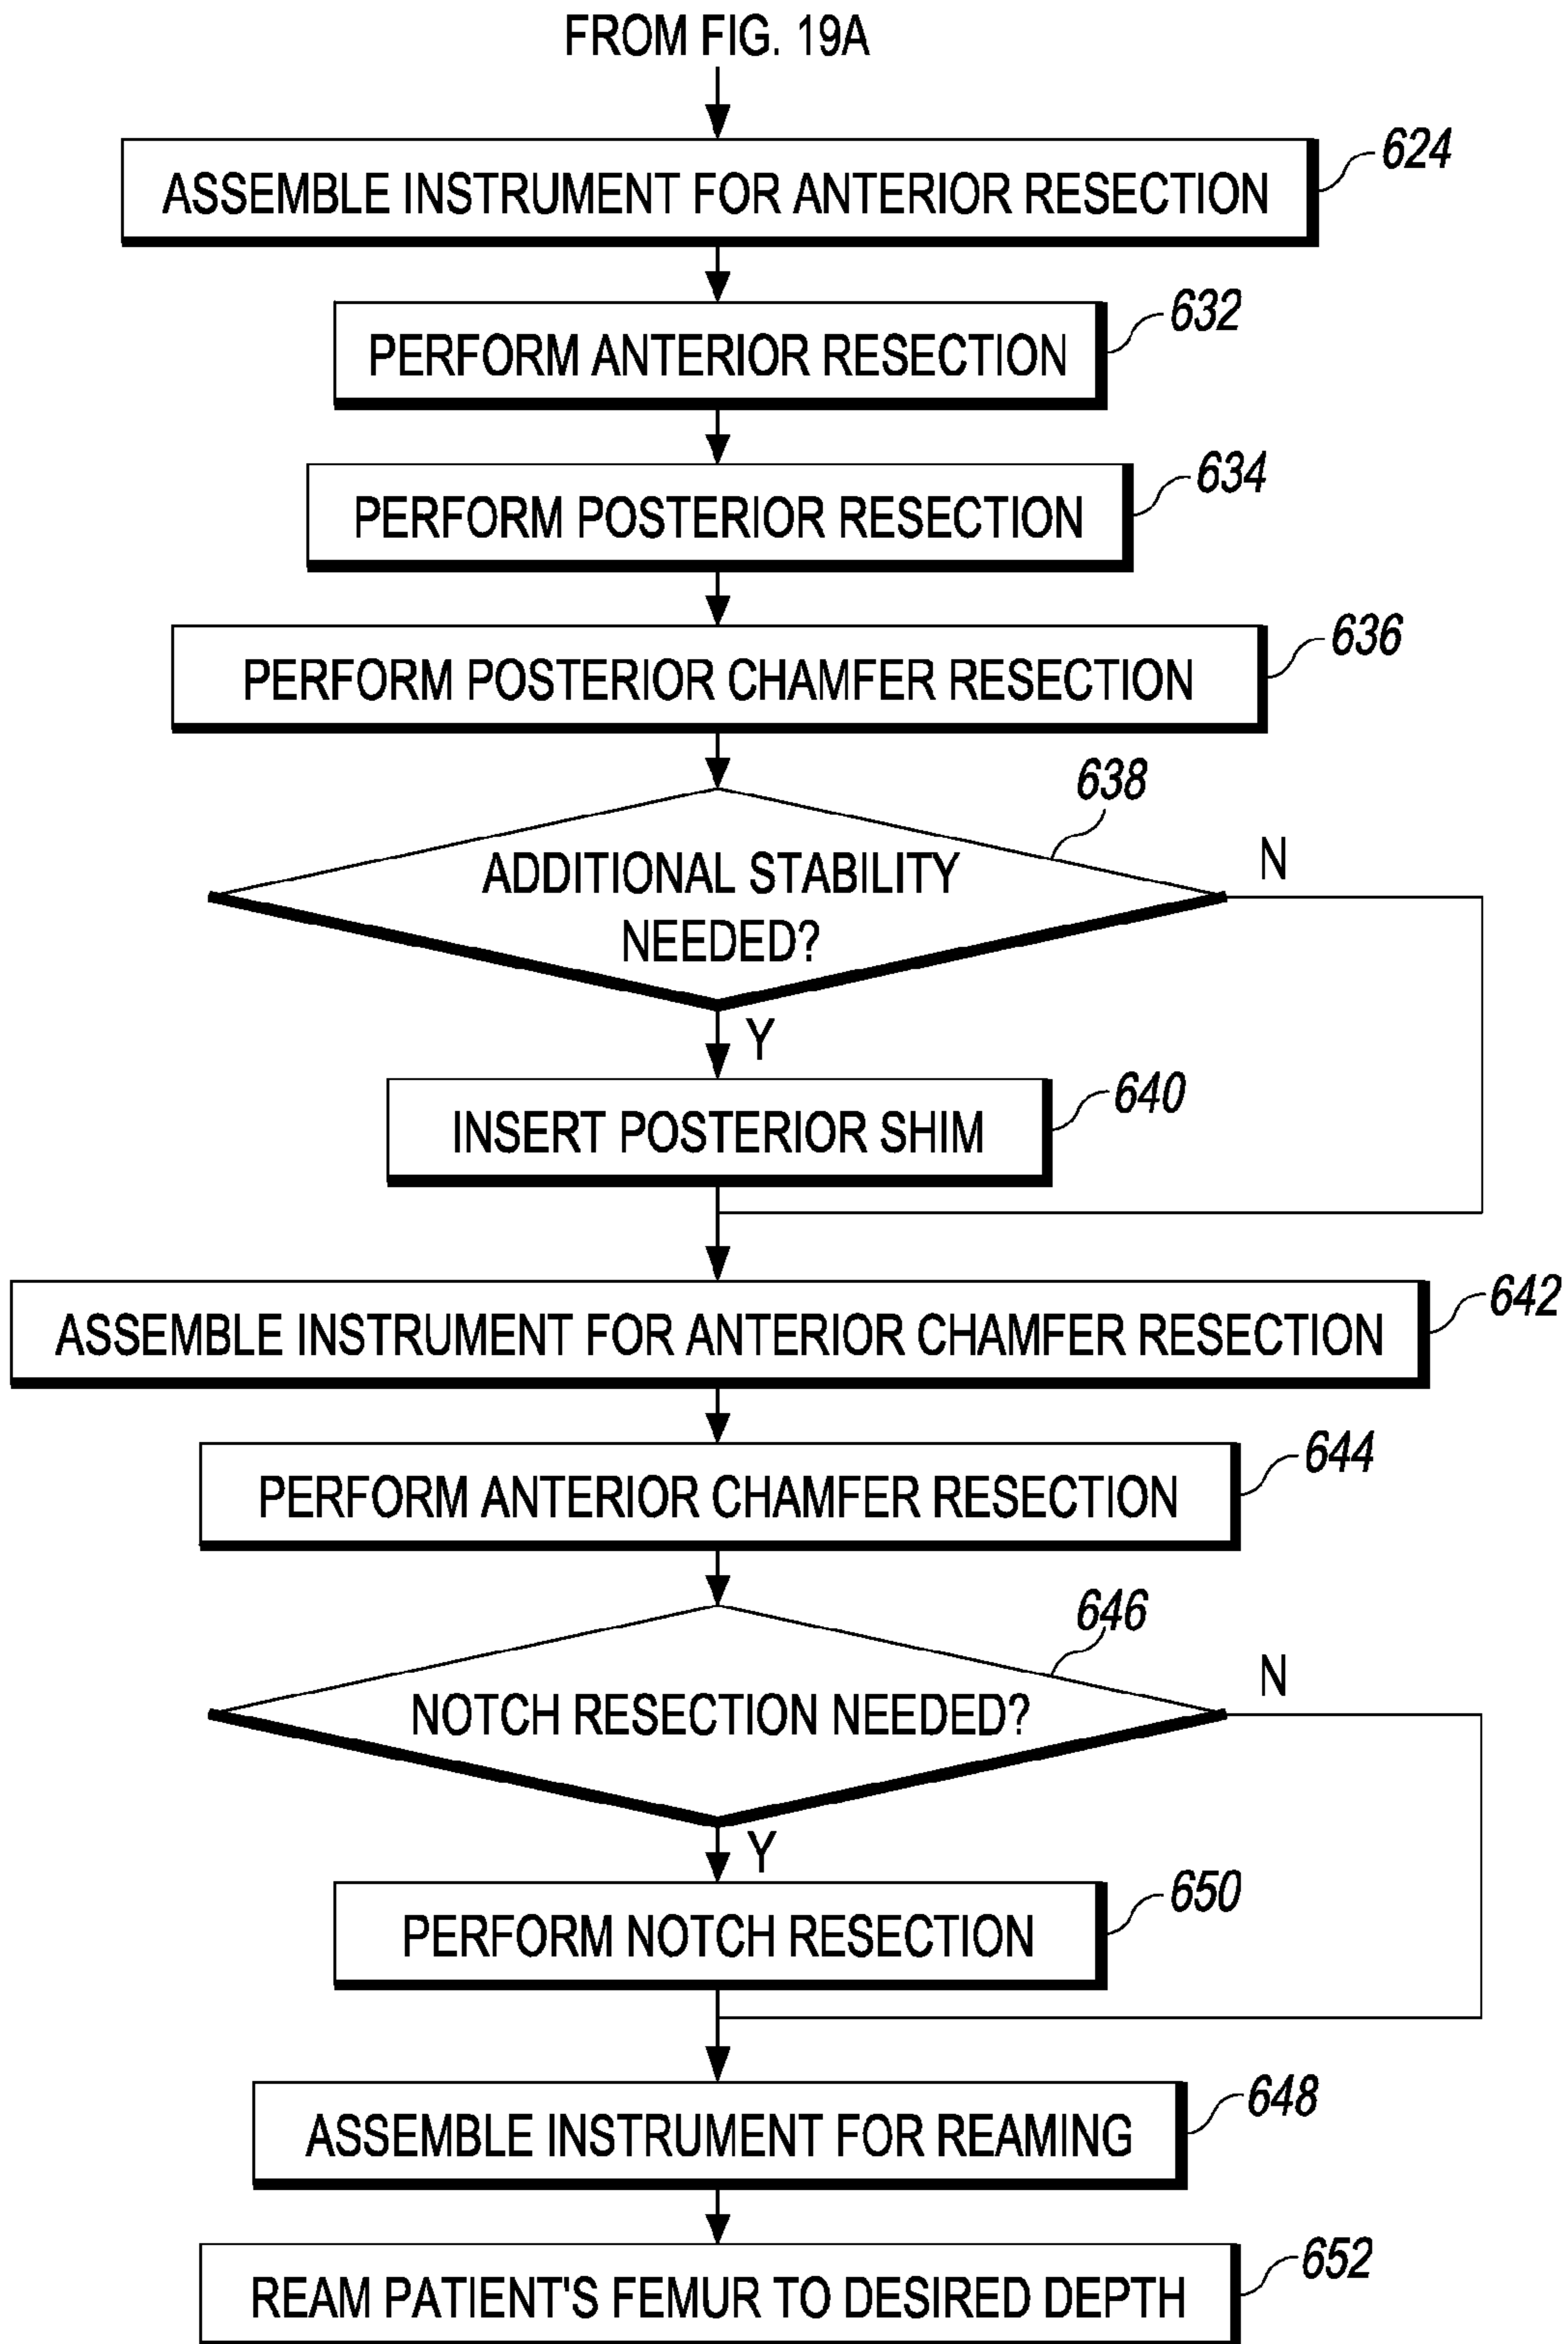 FROM FIG. 19A
624
ASSEMBLE INSTRUMENT FOR ANTERIOR RESECTION
632
PERFORM ANTERIOR RESECTION
634
PERFORM POSTERIOR RESECTION
636
PERFORM POSTERIOR CHAMFER RESECTION
638
ADDITIONAL STABILITY
NEEDED?
N
Y
640
INSERT POSTERIOR SHIM
642
ASSEMBLE INSTRUMENT FOR ANTERIOR CHAMFER RESECTION
644
PERFORM ANTERIOR CHAMFER RESECTION
646
NOTCH RESECTION NEEDED?
N
Y
650
PERFORM NOTCH RESECTION
648
ASSEMBLE INSTRUMENT FOR REAMING
652
REAM PATIENT'S FEMUR TO DESIRED DEPTH